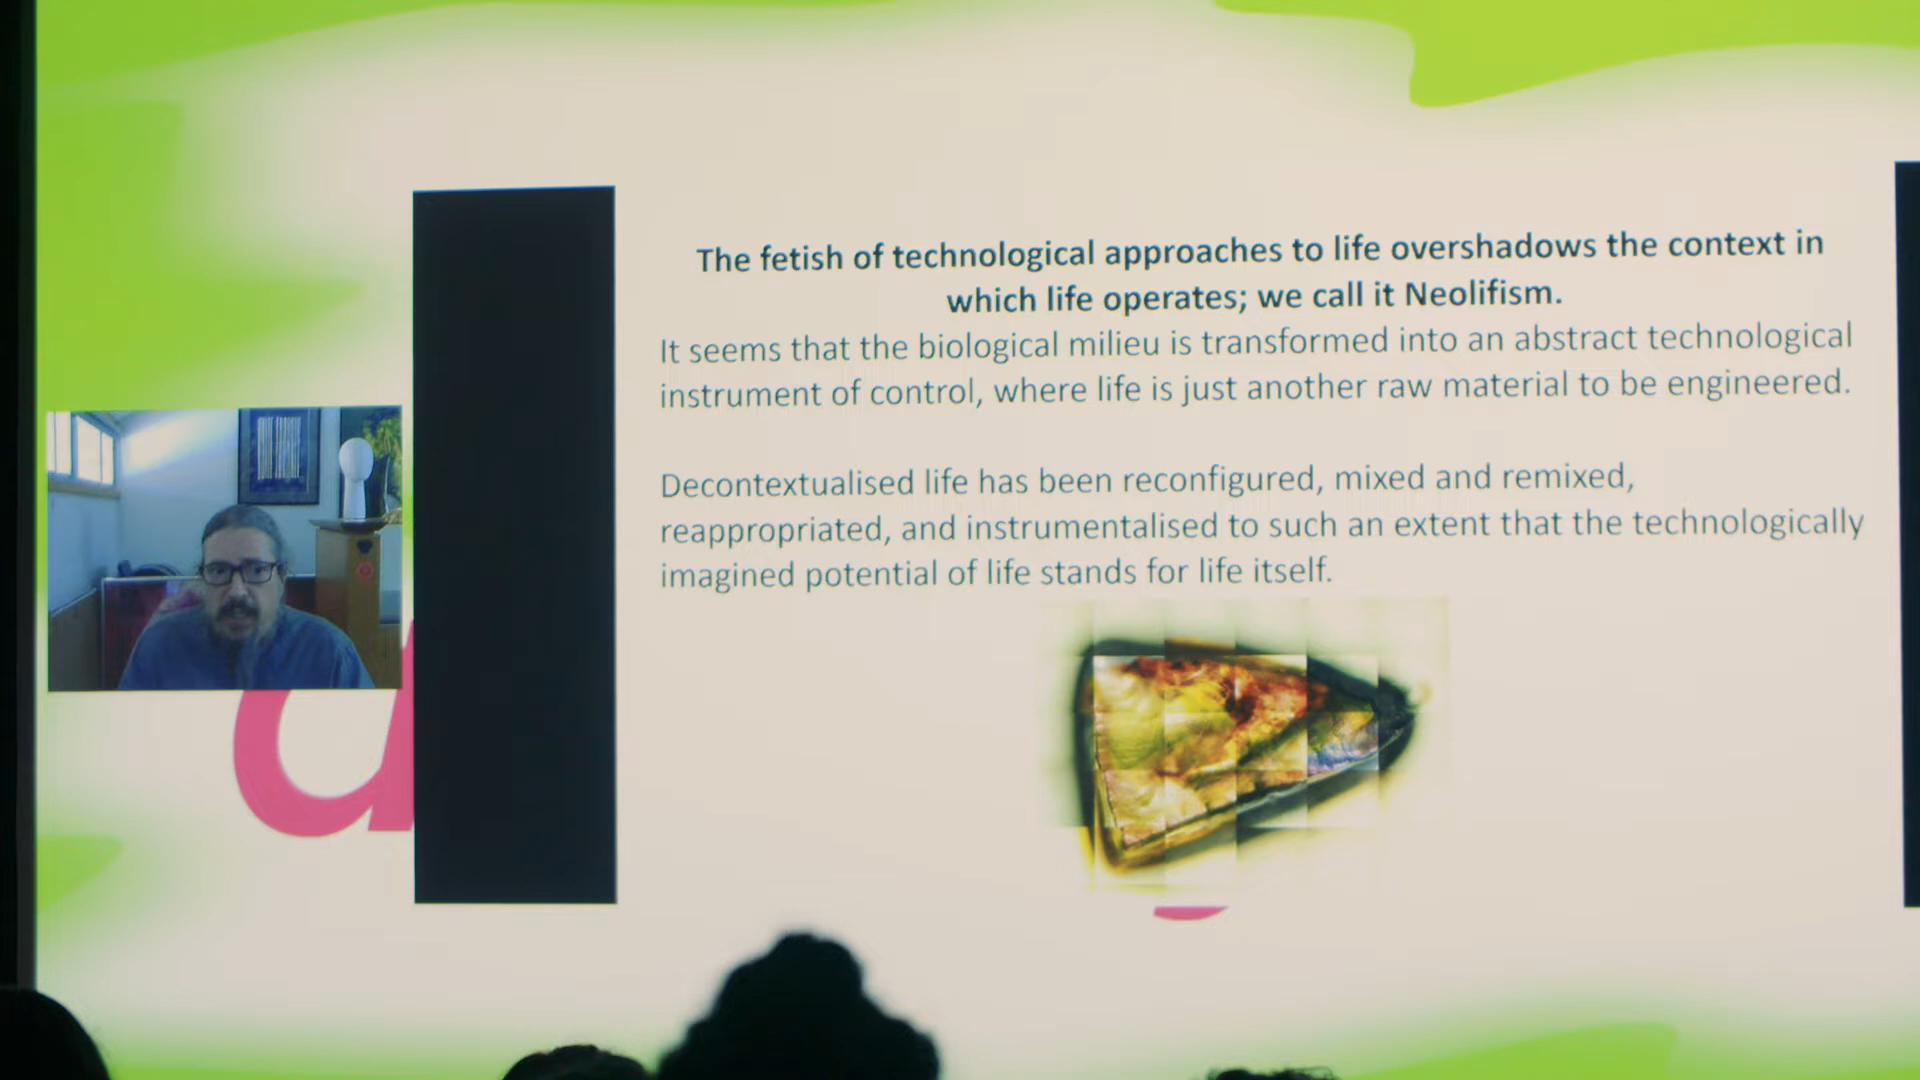 The fetish of technological approaches to life overshadows the context in
which life operates; we call it Neolifism.
It seems that the biological milieu is transformed into an abstract technological
instrument of control, where life is just another raw material to be engineered.
Decontextualised life has been reconfigured, mixed and remixed,
reappropriated, and instrumentalised to such an extent that the technologically
imagined potential of life stands for life itself.